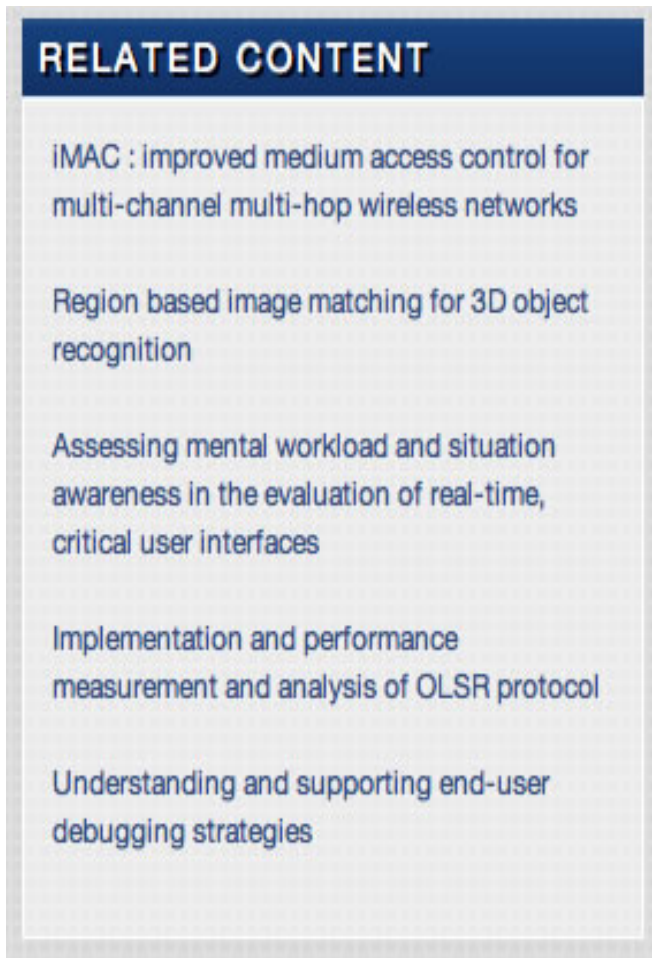 RELATED CONTENT
iMAC : improved medium access control for
multi-channel multi-hop wireless networks
Region based image matching for 3D object
recognition
Assessing mental workload and situation
awareness in the evaluation of real-time,
critical user interfaces
Implementation and performance
measurement and analysis of OLSR protocol
Understanding and supporting end-user
debugging strategies